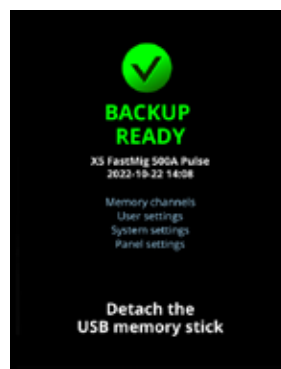 BACKUP
READY
X5 FastMig 500A Pulse
2022-10-22 14:08
Memory channels
User settings
System settings
Panel settings
Detach the
USB memory stick